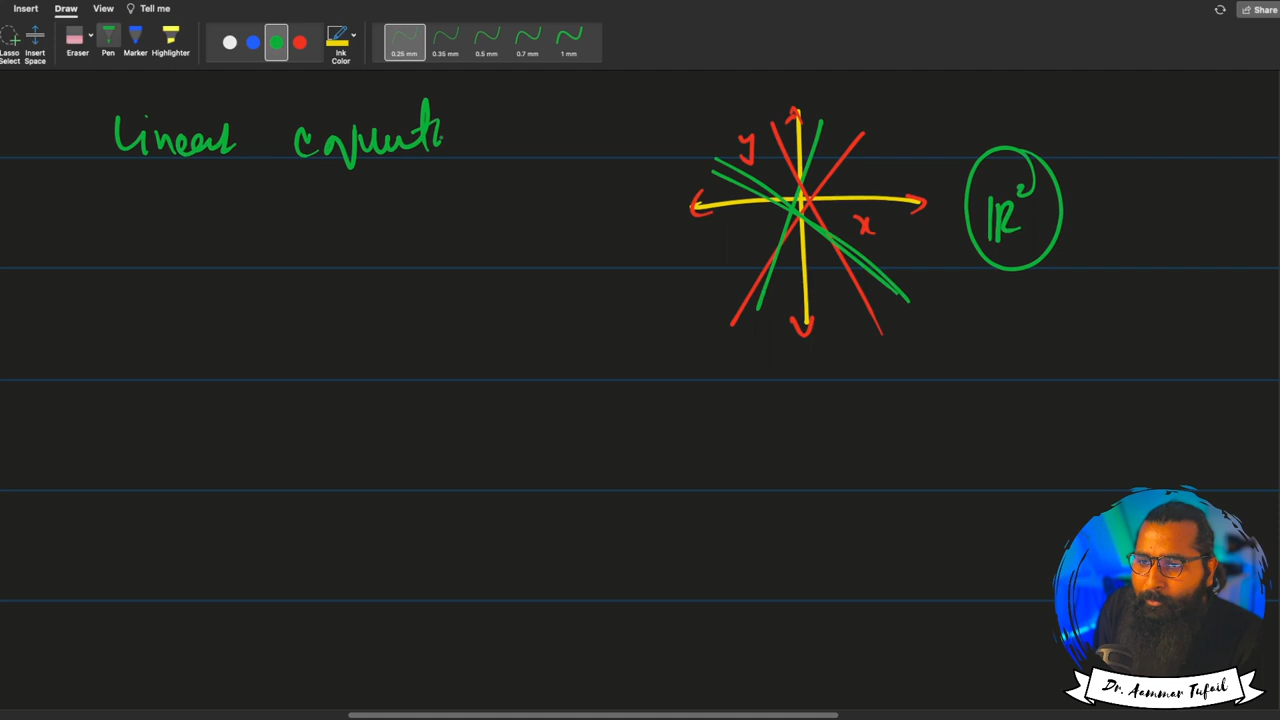 Insert Draw View Tell me
Share
Lasso Select
Insert Space
Eraser
Pen
Marker
Highlighter
Ink Color
0.25 mm
0.35 mm
0.5 mm
0.7 mm
1 mm
Linear
y
x
ℝ²
Dr. Aammar Tufail